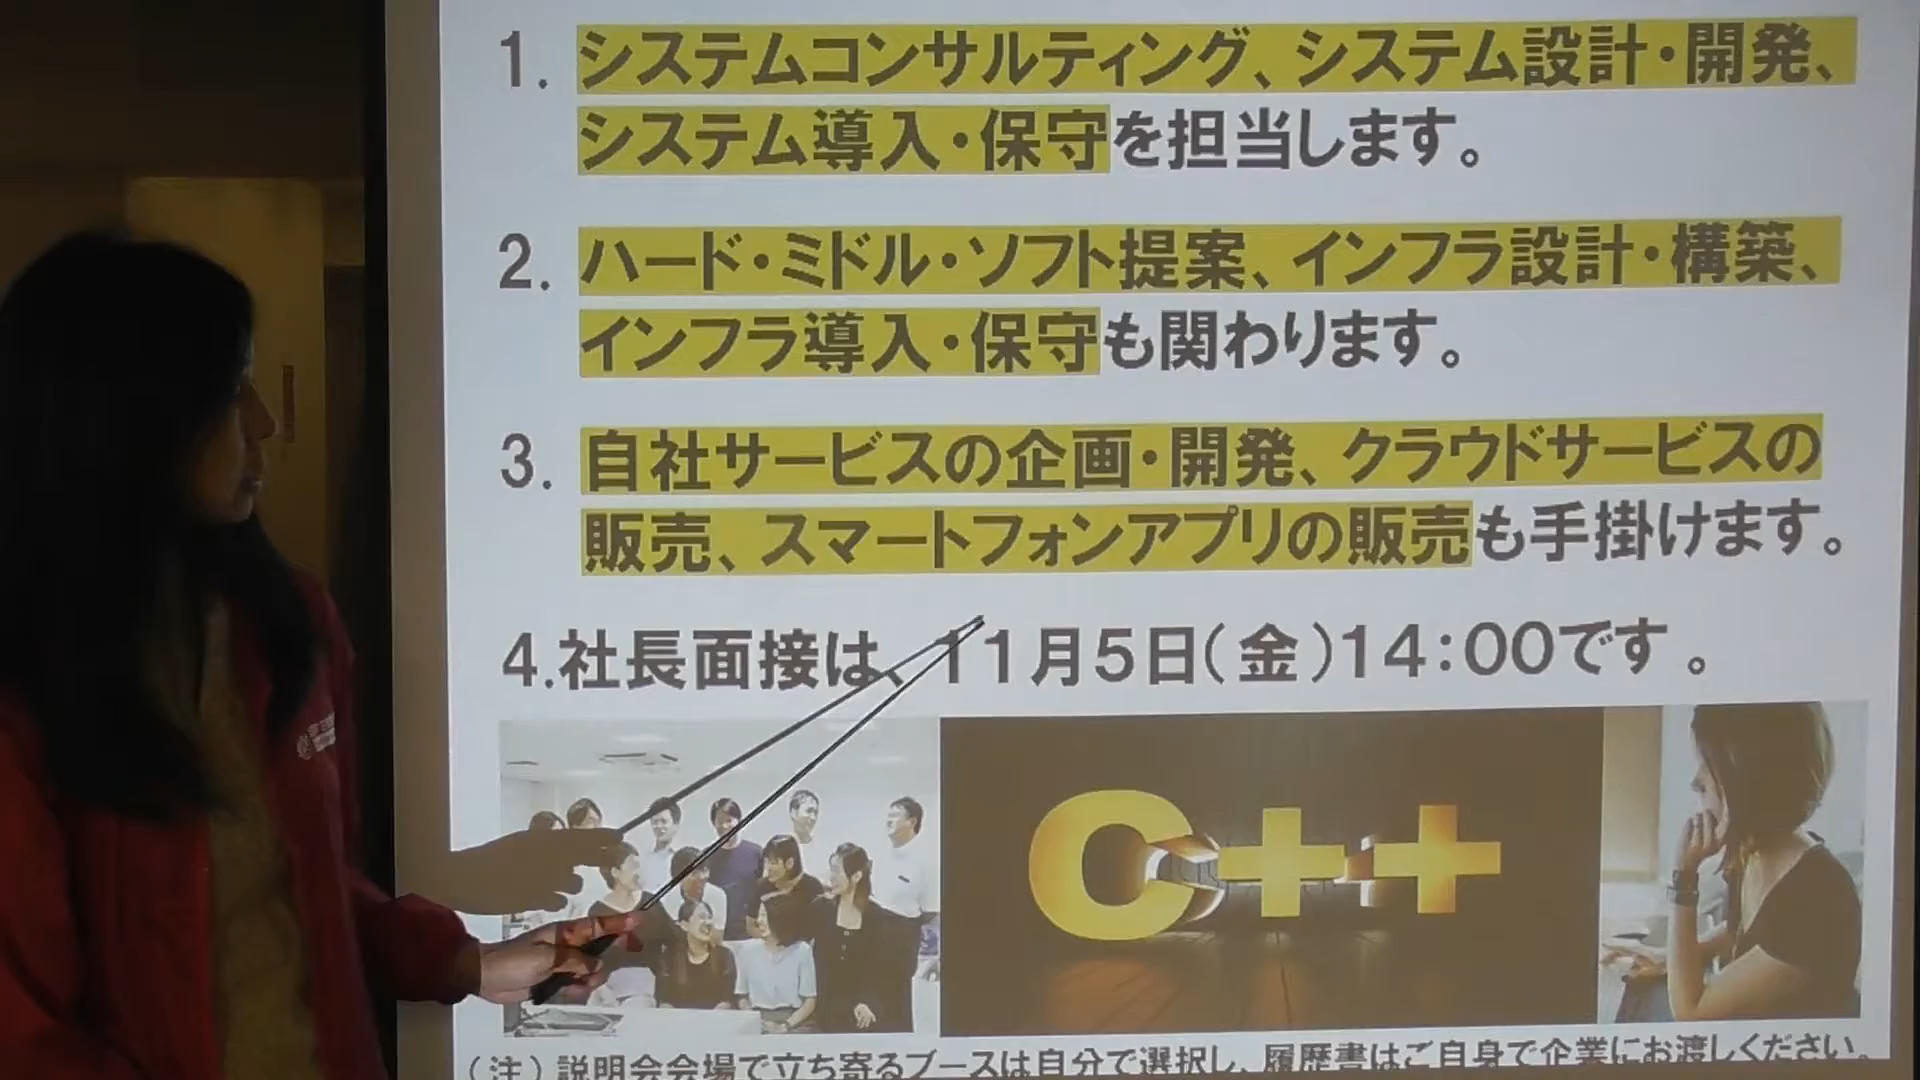 1. システムコンサルティング、システム設計・開発、
システム導入・保守を担当します。
2. ハード・ミドル・ソフト提案、インフラ設計・構築、
インフラ導入・保守も関わります。
3. 自社サービスの企画・開発、クラウドサービスの
販売、スマートフォンアプリの販売も手掛けます。
4.社長面接は、11月5日(金)14:00です。
C++
(注)説明会会場で立ち寄るブースは自分で選択し、履歴書はご自身で企業にお渡しください。